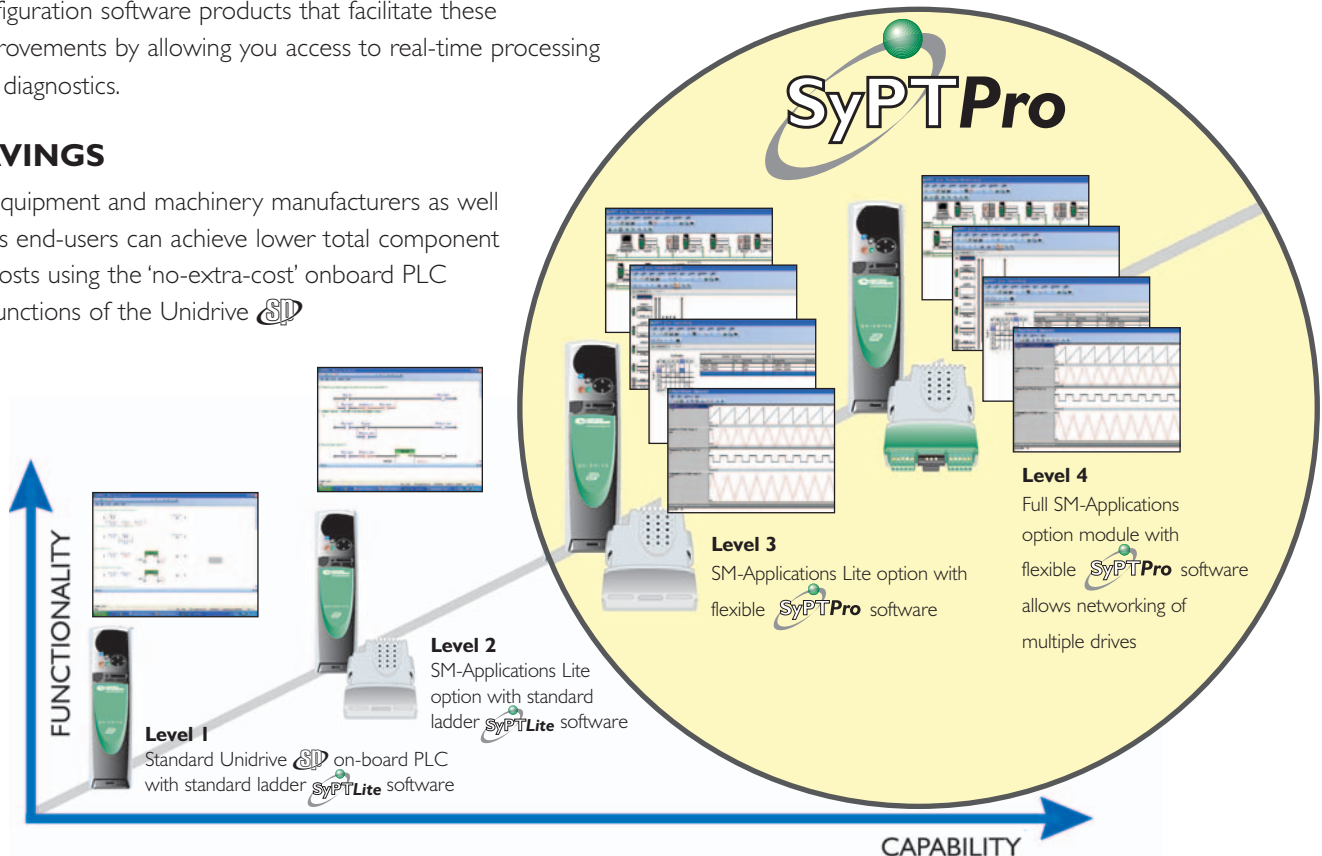 figuration software products that facilitate these
rovements by allowing you access to real-time processing
diagnostics.
AVINGS
equipment and machinery manufacturers as well
s end-users can achieve lower total component
osts using the ‘no-extra-cost’ onboard PLC
unctions of the Unidrive SP
SyPTPro
FUNCTIONALITY
Level 1
Standard Unidrive SP on-board PLC
with standard ladder SyPTLite software
Level 2
SM-Applications Lite
option with standard
ladder SyPTLite software
Level 3
SM-Applications Lite option with
flexible SyPTPro software
Level 4
Full SM-Applications
option module with
flexible SyPTPro software
allows networking of
multiple drives
CAPABILITY